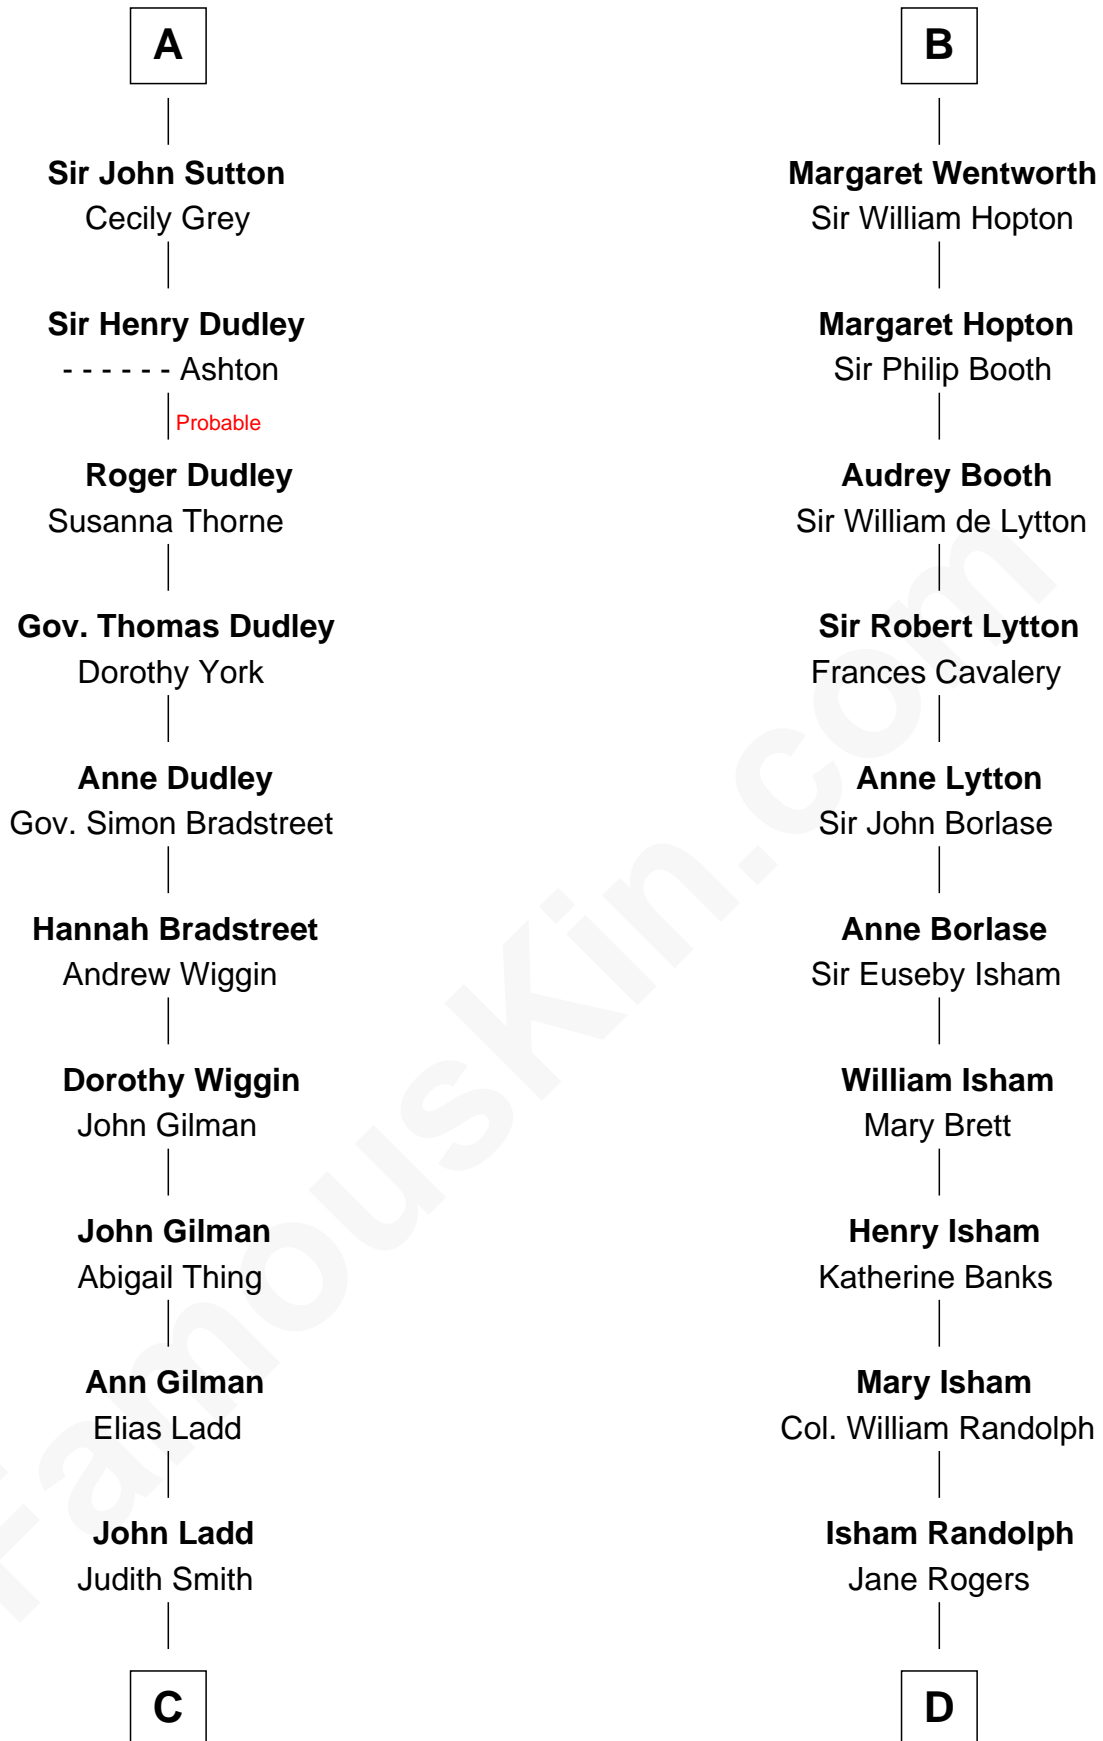 A
Sir John Sutton
Cecily Grey
Sir Henry Dudley
- - - - - - Ashton
Probable
Roger Dudley
Susanna Thorne
Gov. Thomas Dudley
Dorothy York
Anne Dudley
Gov. Simon Bradstreet
Hannah Bradstreet
Andrew Wiggin
Dorothy Wiggin
John Gilman
John Gilman
Abigail Thing
Ann Gilman
Elias Ladd
John Ladd
Judith Smith
C
B
Margaret Wentworth
Sir William Hopton
Margaret Hopton
Sir Philip Booth
Audrey Booth
Sir William de Lytton
Sir Robert Lytton
Frances Cavalery
Anne Lytton
Sir John Borlase
Anne Borlase
Sir Euseby Isham
William Isham
Mary Brett
Henry Isham
Katherine Banks
Mary Isham
Col. William Randolph
Isham Randolph
Jane Rogers
D
FamousKin.com